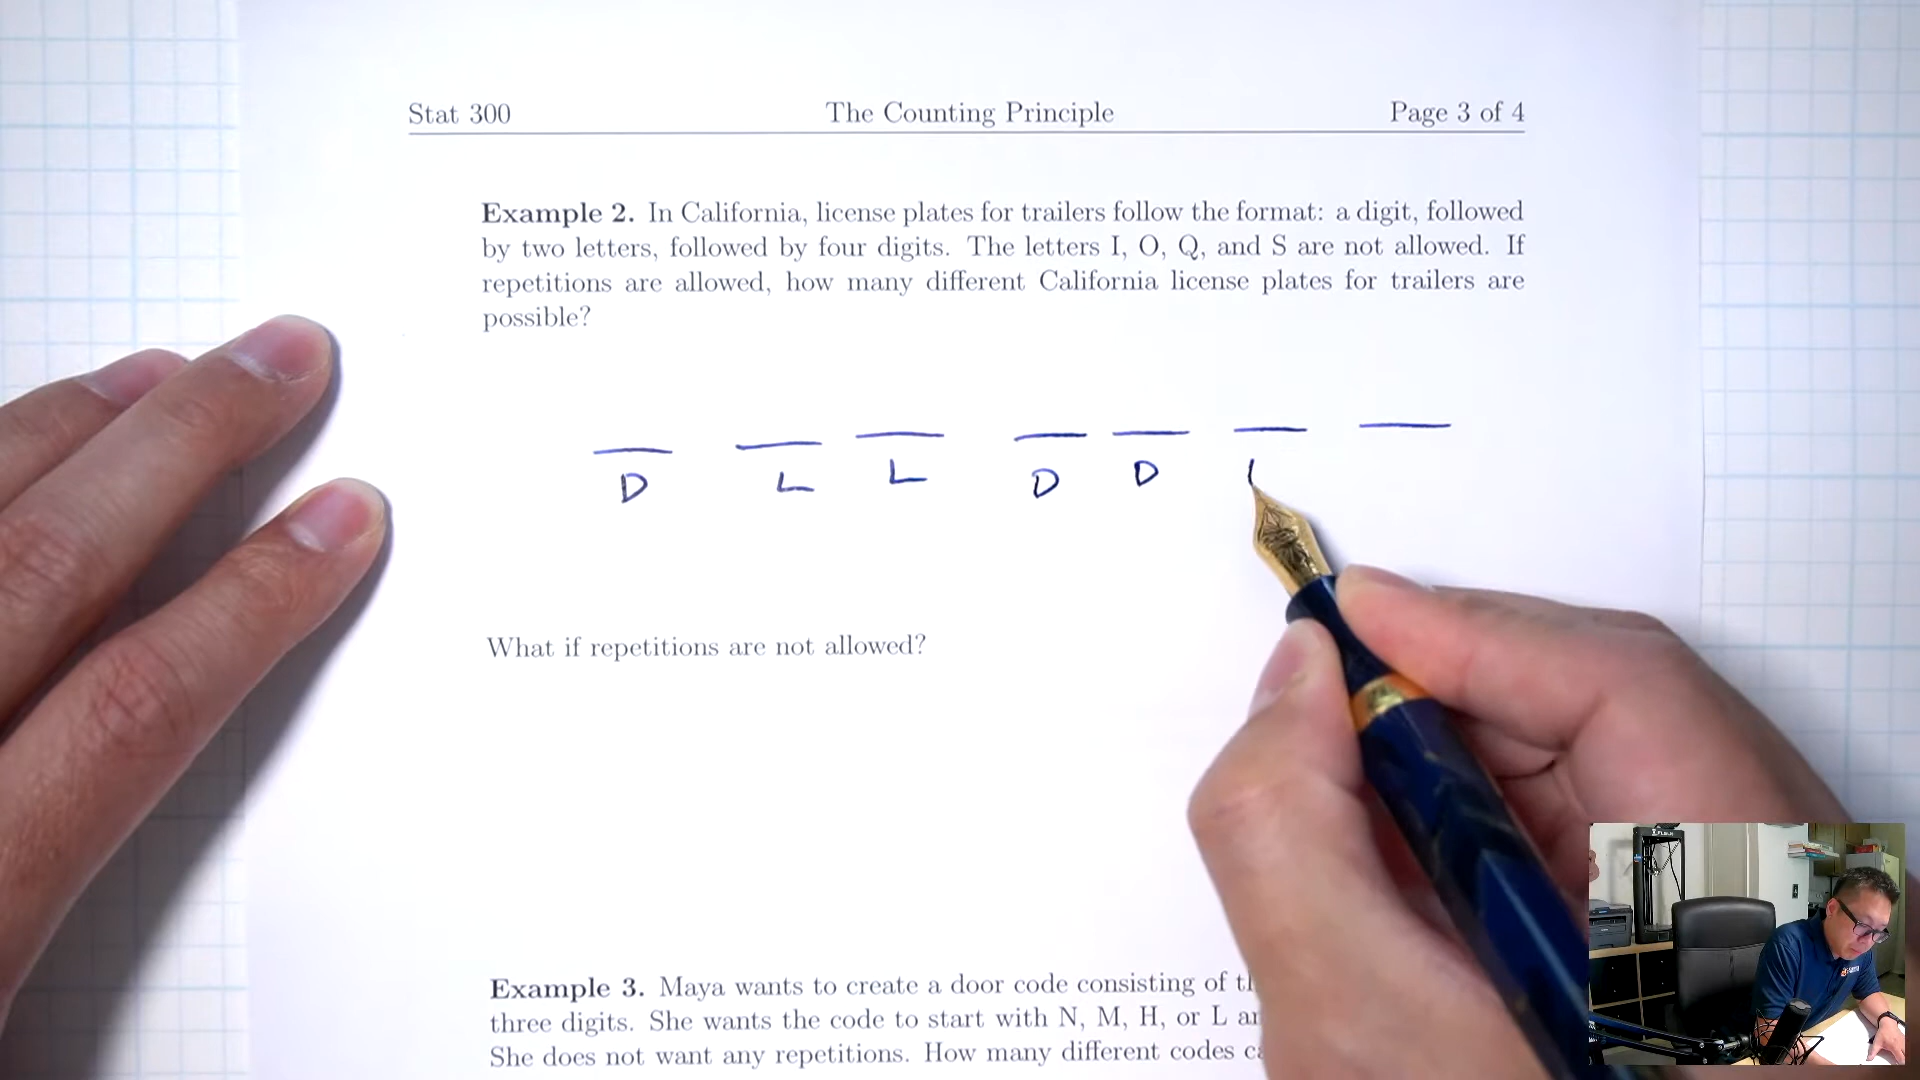 Stat 300 The Counting Principle Page 3 of 4
Example 2. In California, license plates for trailers follow the format: a digit, followed
by two letters, followed by four digits. The letters I, O, Q, and S are not allowed. If
repetitions are allowed, how many different California license plates for trailers are
possible?
D L L D D
What if repetitions are not allowed?
Example 3. Maya wants to create a door code consisting of
three digits. She wants the code to start with N, M, H, or L
She does not want any repetitions. How many different codes